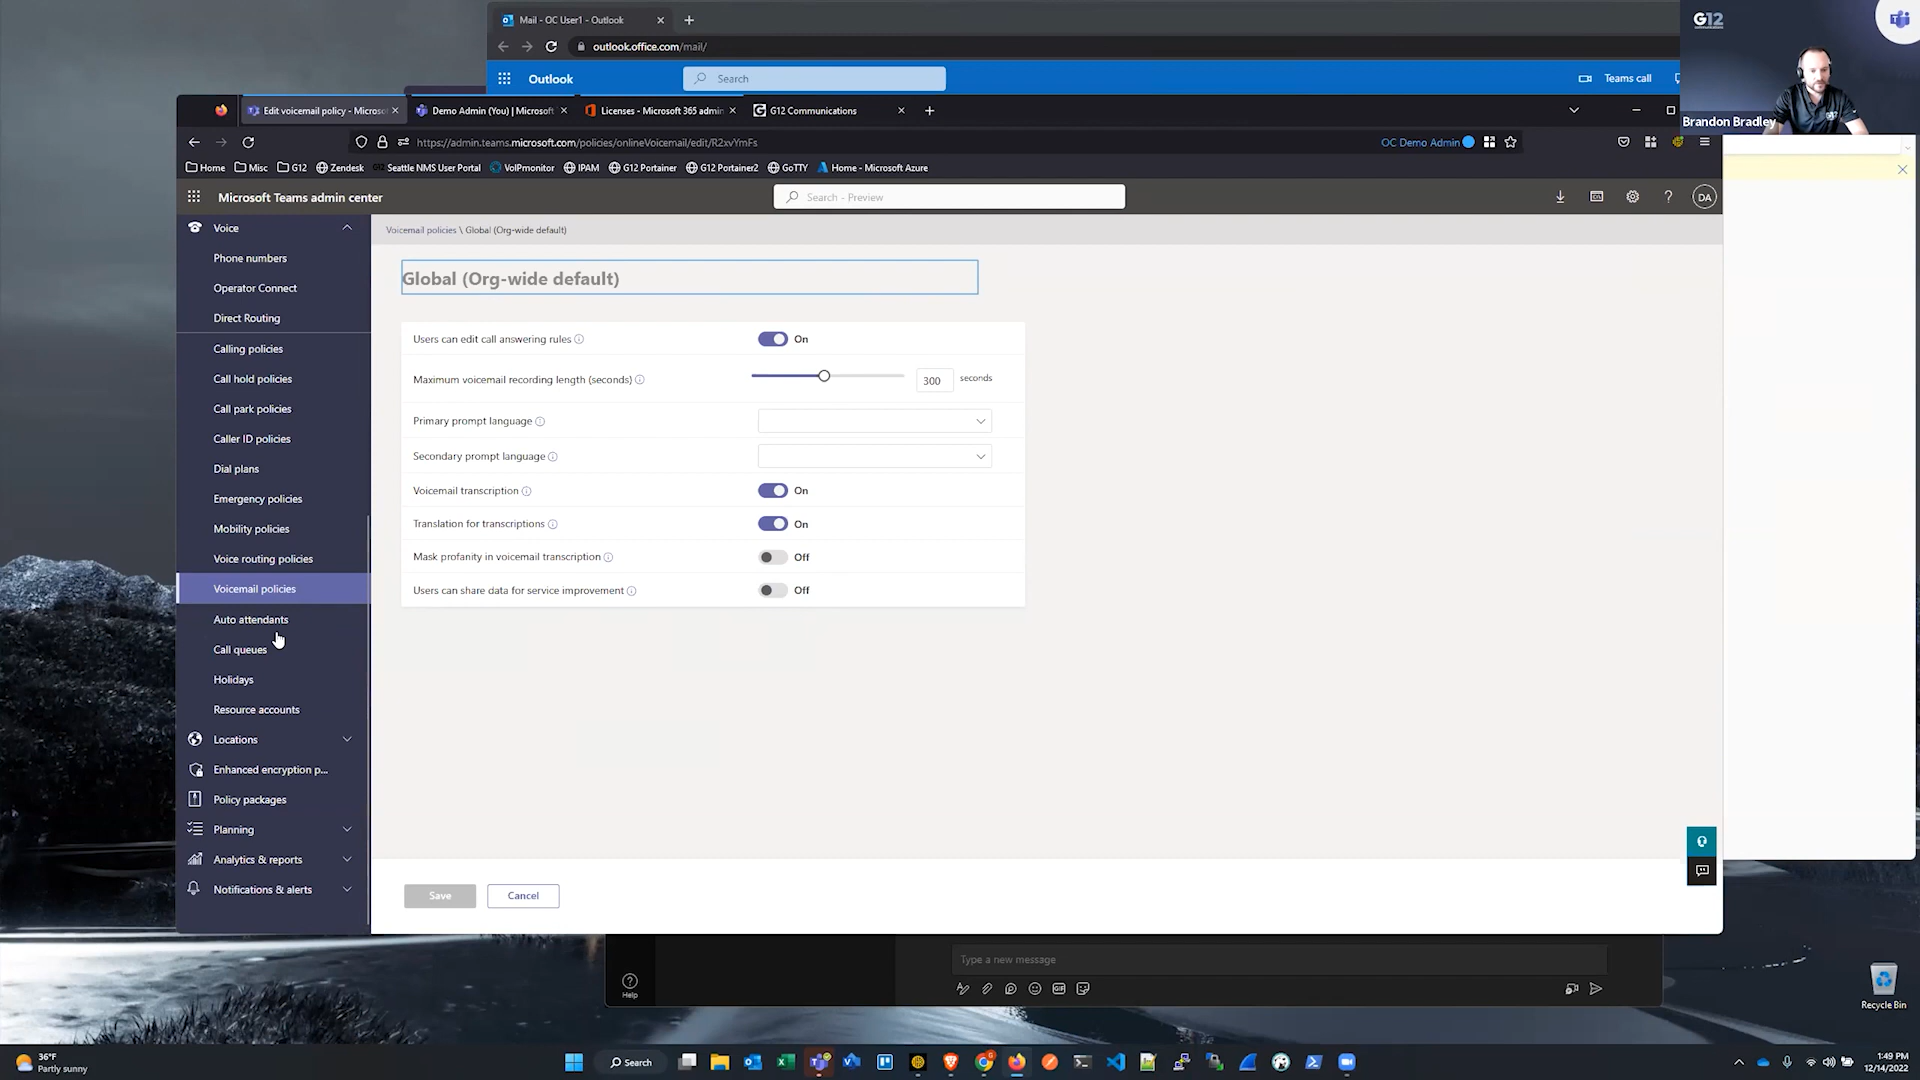 Mail - OC User1 - Outlook
outlook.office.com/mail/
Outlook
Search
Teams call
G12
Brandon Bradley
Edit voicemail policy - Microso
Demo Admin (You) | Microsoft
Licenses - Microsoft 365 admin
G12 Communications
https://admin.teams.microsoft.com/policies/onlineVoicemail/edit/R2xvYmFs
OC Demo Admin
Home
Misc
G12
Zendesk
Seattle NMS User Portal
VoIPmonitor
IPAM
G12 Portainer
G12 Portainer2
GoTTY
Home - Microsoft Azure
Microsoft Teams admin center
Search - Preview
DA
Voice
Phone numbers
Operator Connect
Direct Routing
Calling policies
Call hold policies
Call park policies
Caller ID policies
Dial plans
Emergency policies
Mobility policies
Voice routing policies
Voicemail policies
Auto attendants
Call queues
Holidays
Resource accounts
Locations
Enhanced encryption p...
Policy packages
Planning
Analytics & reports
Notifications & alerts
Voicemail policies \ Global (Org-wide default)
Global (Org-wide default)
Users can edit call answering rules
On
Maximum voicemail recording length (seconds)
300
seconds
Primary prompt language
Secondary prompt language
Voicemail transcription
On
Translation for transcriptions
On
Mask profanity in voicemail transcription
Off
Users can share data for service improvement
Off
Save
Cancel
Type a new message
Help
Recycle Bin
36°F
Partly sunny
Search
1:49 PM
12/14/2022